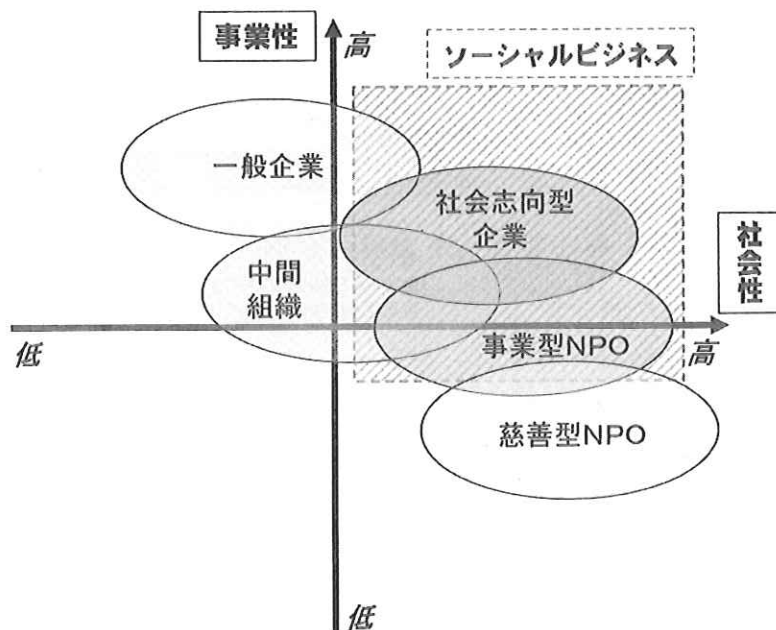 事業性
高
ソーシャルビジネス
一般企業
社会志向型
企業
社会性
中間
組織
低
事業型NPO
高
慈善型NPO
低